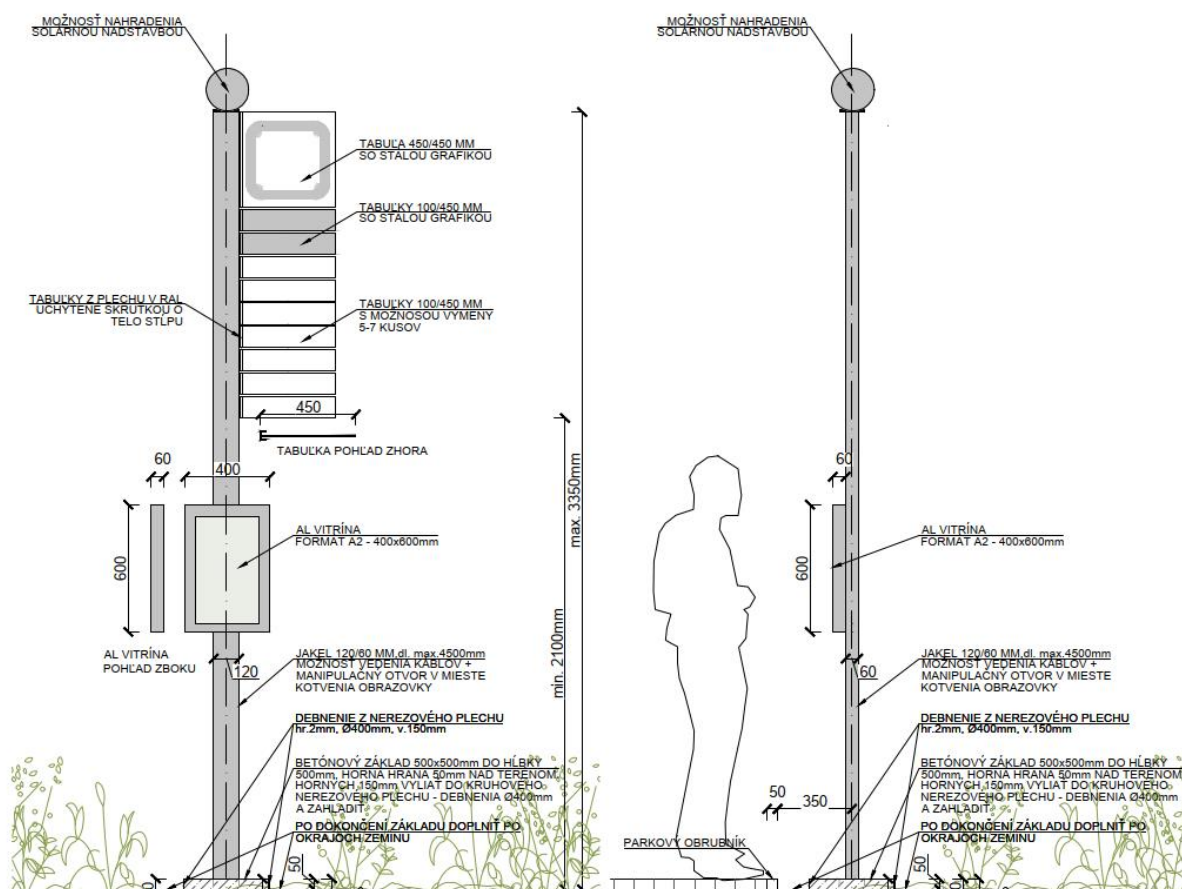 MOŽNOSŤ NAHRADENIA
SOLÁRNOU NADSTAVBOU
TABUĽA 450/450 MM
SO STÁLOU GRAFIKOU
TABUĽKY 100/450 MM
SO STÁLOU GRAFIKOU
TABUĽKY Z PLECHU V RAL
UCHYTENÉ SKRUTKOU O
TELO STĹPU
TABUĽKY 100/450 MM
S MOŽNOSOU VÝMENY
5-7 KUSOV
450
TABUĽKA POHĽAD ZHORA
60
400
600
AL VITRÍNA
FORMÁT A2 - 400x600mm
AL VITRÍNA
POHĽAD ZBOKU
120
JAKEL 120/60 MM,dl. max.4500mm
MOŽNOSŤ VEDENIA KÁBLOV +
MANIPULAČNÝ OTVOR V MIESTE
KOTVENIA OBRAZOVKY
DEBNENIE Z NEREZOVÉHO PLECHU
hr.2mm, Ø400mm, v.150mm
BETÓNOVÝ ZÁKLAD 500x500mm DO HĹBKY
500mm, HORNÁ HRANA 50mm NAD TERÉNOM,
HORNÝCH 150mm VYLIAŤ DO KRUHOVÉHO
NEREZOVÉHO PLECHU - DEBNENIA Ø400mm
A ZAHLADIŤ
PO DOKONČENÍ ZÁKLADU DOPLNIŤ PO
OKRAJOCH ZEMINU
50
max. 3350mm
min. 2100mm
MOŽNOSŤ NAHRADENIA
SOLÁRNOU NADSTAVBOU
60
600
AL VITRÍNA
FORMÁT A2 - 400x600mm
60
JAKEL 120/60 MM,dl. max.4500mm
MOŽNOSŤ VEDENIA KÁBLOV +
MANIPULAČNÝ OTVOR V MIESTE
KOTVENIA OBRAZOVKY
DEBNENIE Z NEREZOVÉHO PLECHU
hr.2mm, Ø400mm, v.150mm
BETÓNOVÝ ZÁKLAD 500x500mm DO HĹBKY
500mm, HORNÁ HRANA 50mm NAD TERÉNOM
HORNÝCH 150mm VYLIAŤ DO KRUHOVÉHO
NEREZOVÉHO PLECHU - DEBNENIA Ø400mm
A ZAHLADIŤ
50
350
PARKOVÝ OBRUBNÍK
PO DOKONČENÍ ZÁKLADU DOPLNIŤ PO
OKRAJOCH ZEMINU
50